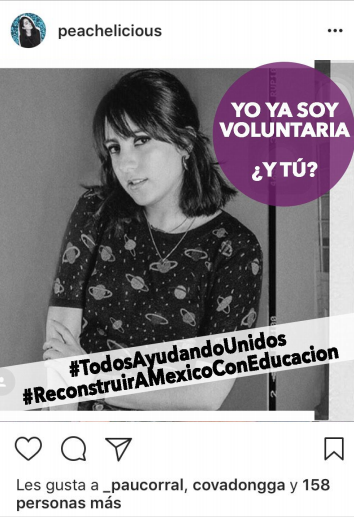 peachelicious
YO YA SOY
VOLUNTARIA
¿Y TÚ?
#TodosAyudandoUnidos
#ReconstruirAMexicoConEducacion
Les gusta a _paucorral, covadongga y 158
personas más